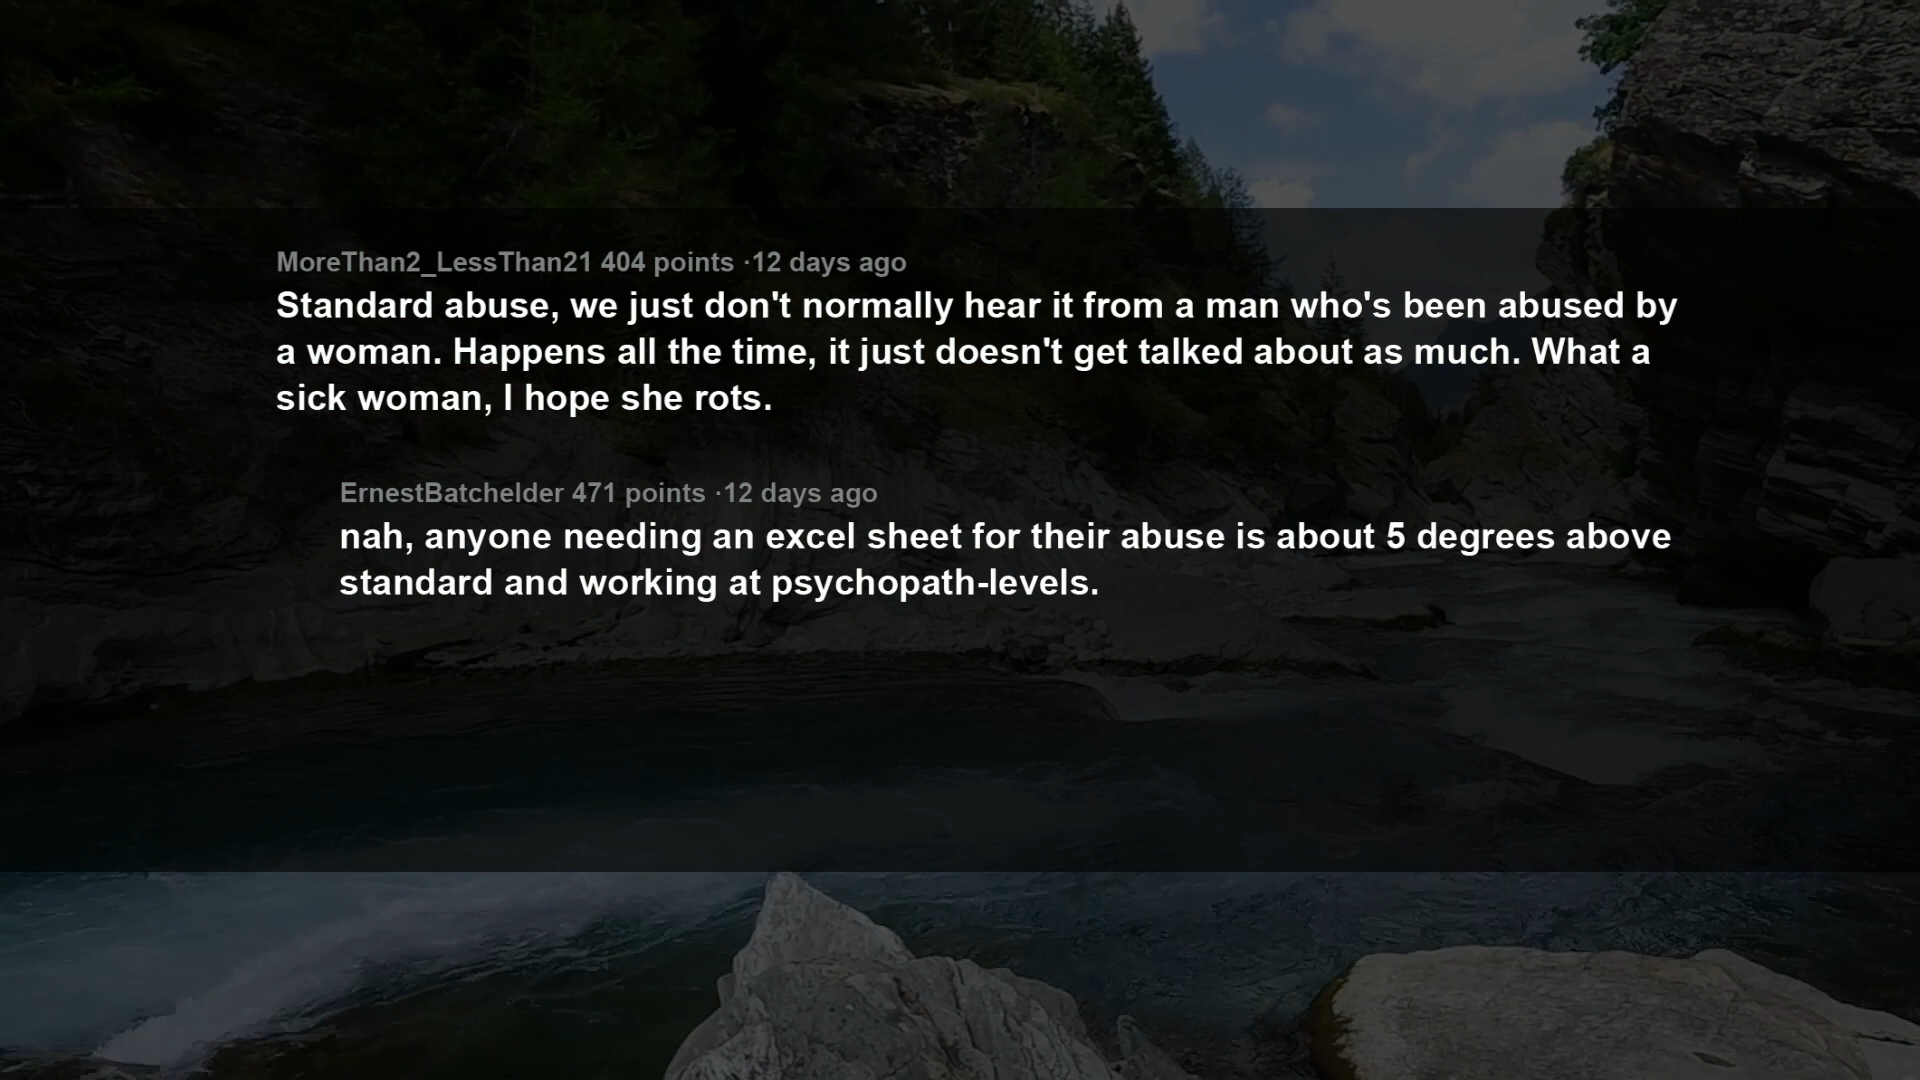 MoreThan2_LessThan21 404 points ·12 days ago
Standard abuse, we just don't normally hear it from a man who's been abused by
a woman. Happens all the time, it just doesn't get talked about as much. What a
sick woman, I hope she rots.
ErnestBatchelder 471 points ·12 days ago
nah, anyone needing an excel sheet for their abuse is about 5 degrees above
standard and working at psychopath-levels.